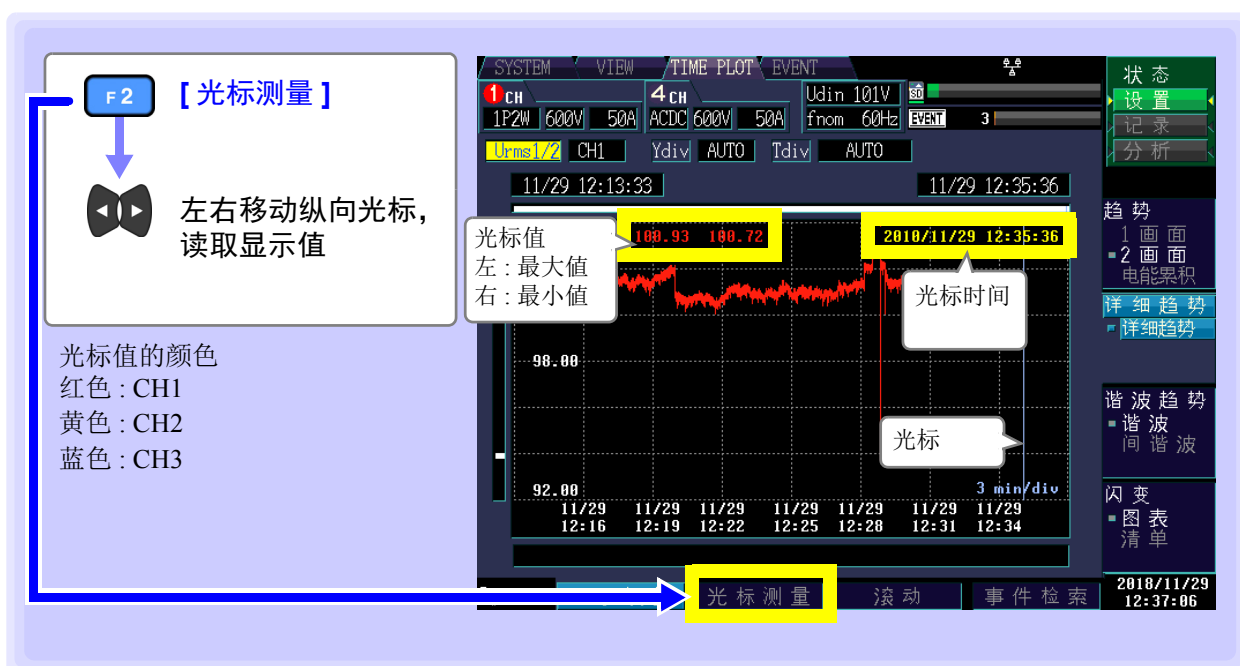 F 2
[ 光标测量 ]
左右移动纵向光标，
读取显示值
光标值的颜色
红色 : CH1
黄色 : CH2
蓝色 : CH3
SYSTEM VIEW TIME PLOT EVENT
1 CH 4 CH Udin 101V SD
1P2W 600V 50A ACDC 600V 50A fnom 60Hz EVENT 3
Urms1/2 CH1 Ydiv AUTO Tdiv AUTO
11/29 12:13:33 11/29 12:35:36
光标值
左 : 最大值
右 : 最小值
100.93 100.72
2018/11/29 12:35:36
光标时间
98.00
光标
92.00
3 min/div
11/29 11/29 11/29 11/29 11/29 11/29 11/29
12:16 12:19 12:22 12:25 12:28 12:31 12:34
状态
设置
记录
分析
趋势
1画面
2画面
电能累积
详细趋势
详细趋势
谐波趋势
谐波
间谐波
闪变
图表
清单
光标测量 滚动 事件检索
2018/11/29
12:37:06